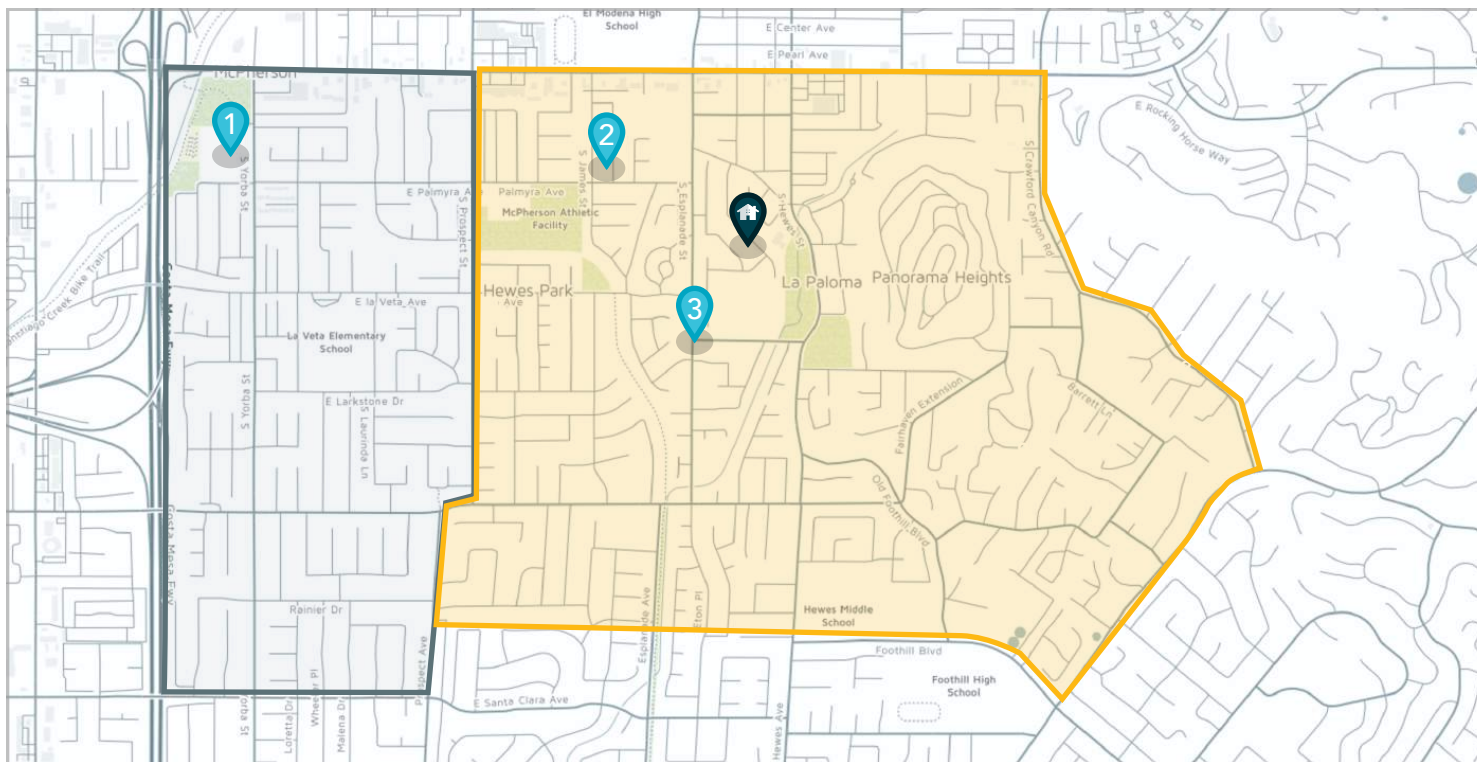 El Modena High
School
E Center Ave
E Pearl Ave
McPherson
1
2
E Rocking Horse Way
S Yorba St
E Palmyra A
S Prospect St
S James St
Palmyra Ave
McPherson Athletic
Facility
S Esplanade St
S Hewes St
S Crawford Canyon Rd
Santiago Creek Bike Trail
Costa Mesa Fwy
E la Veta Ave
Hewes Park
Ave
La Paloma
Panorama Heights
3
La Veta Elementary
School
S Yorba St
E Larkstone Dr
S Laurinda Ln
Fairhaven Extension
Barrett Ln
Old Foothill Blvd
Costa Mesa Fwy
Rainier Dr
Prospect Ave
Esplanade Ave
Eton Pl
Hewes Middle
School
Foothill Blvd
Foothill High
School
E Santa Clara Ave
Yorba St
Loretta Dr
Wheeler Pl
Malena Dr
Hewes Ave